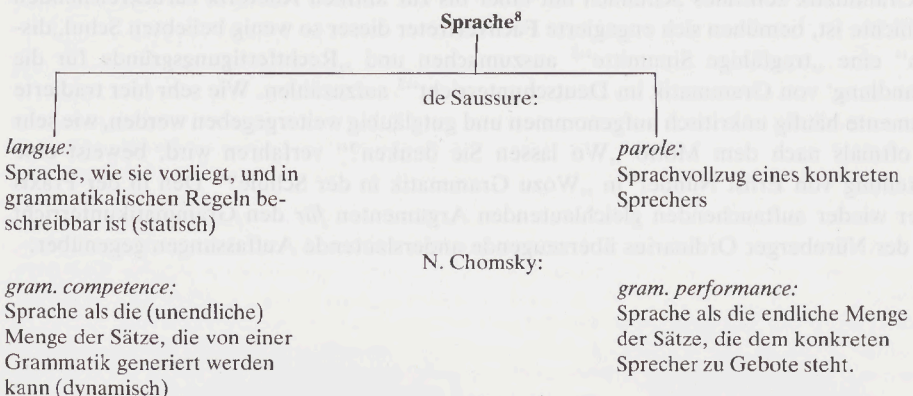 Sprache⁸
de Saussure:
langue:
Sprache, wie sie vorliegt, und in
grammatikalischen Regeln be-
schreibbar ist (statisch)
parole:
Sprachvollzug eines konkreten
Sprechers
N. Chomsky:
gram. competence:
Sprache als die (unendliche)
Menge der Sätze, die von einer
Grammatik generiert werden
kann (dynamisch)
gram. performance:
Sprache als die endliche Menge
der Sätze, die dem konkreten
Sprecher zu Gebote steht.